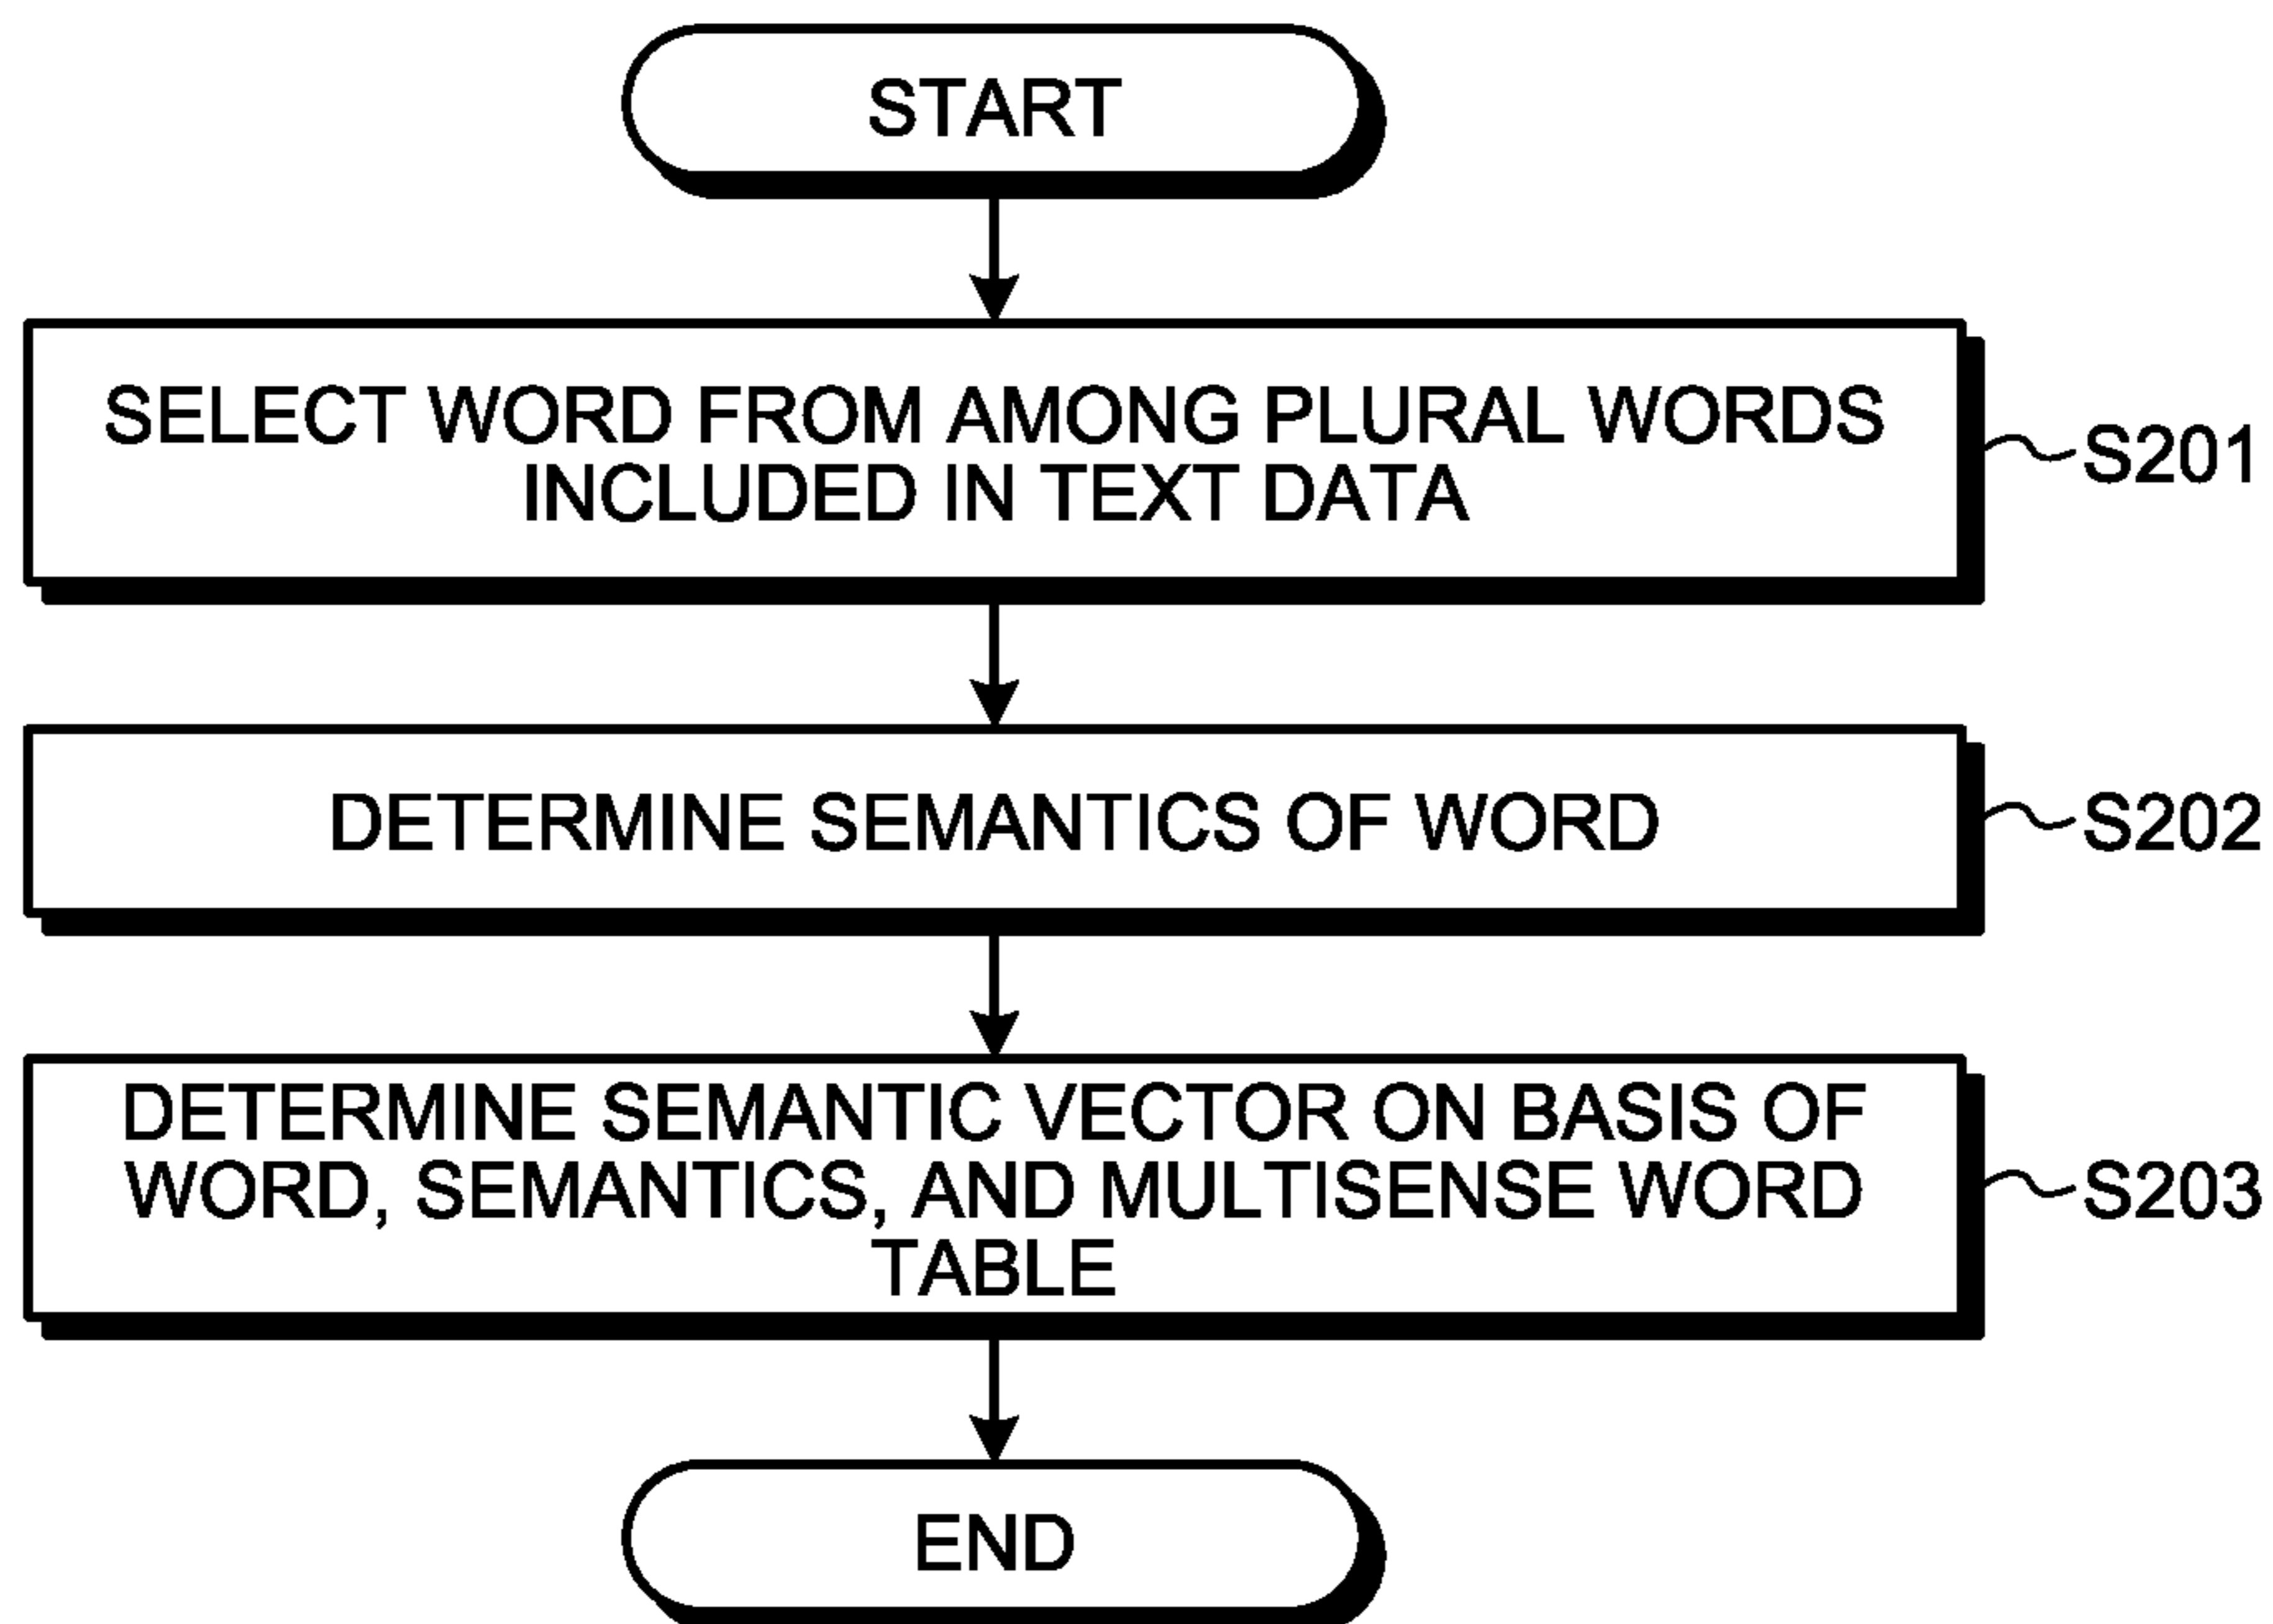 START
SELECT WORD FROM AMONG PLURAL WORDS
INCLUDED IN TEXT DATA
S201
DETERMINE SEMANTICS OF WORD
S202
DETERMINE SEMANTIC VECTOR ON BASIS OF
WORD, SEMANTICS, AND MULTISENSE WORD
TABLE
S203
END